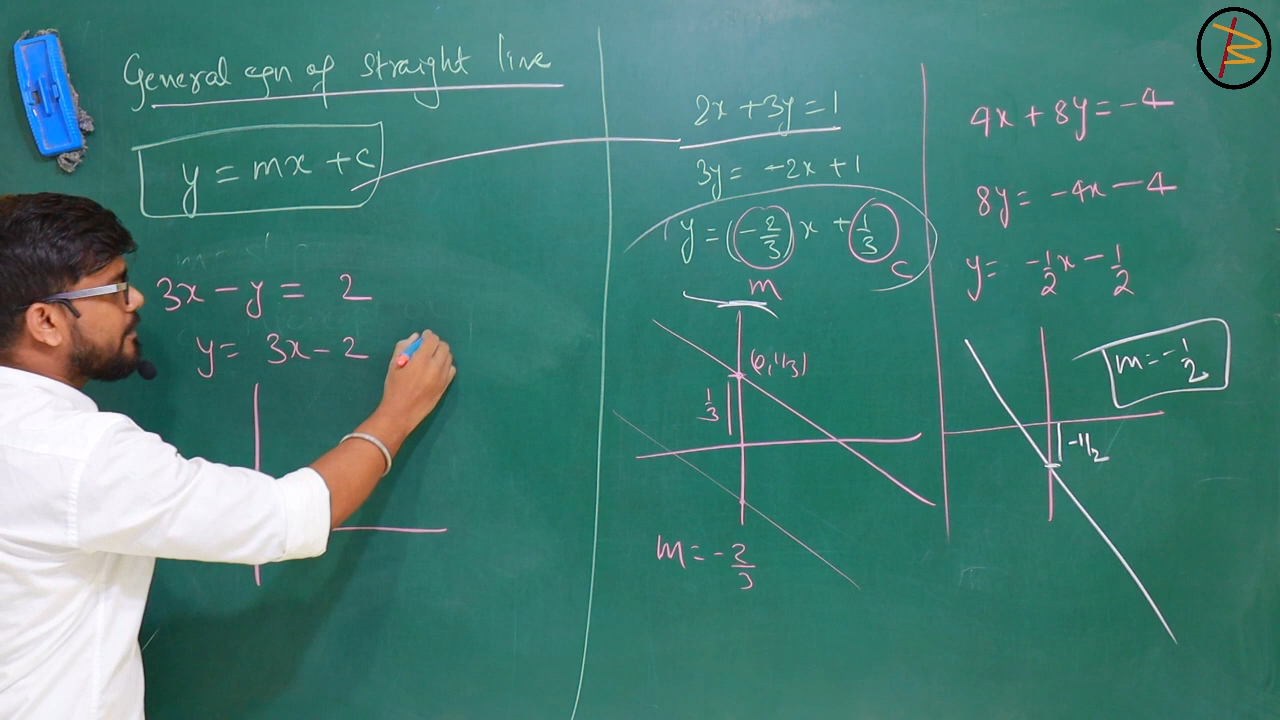 General eqn of straight line
y = mx + c
3x - y = 2
y = 3x - 2
2x + 3y = 1
3y = -2x + 1
y = (-2/3)x + 1/3
m
c
(0, 1/3)
1/3
m = -2/3
4x + 8y = -4
8y = -4x - 4
y = -1/2x - 1/2
m = -1/2
-1/2